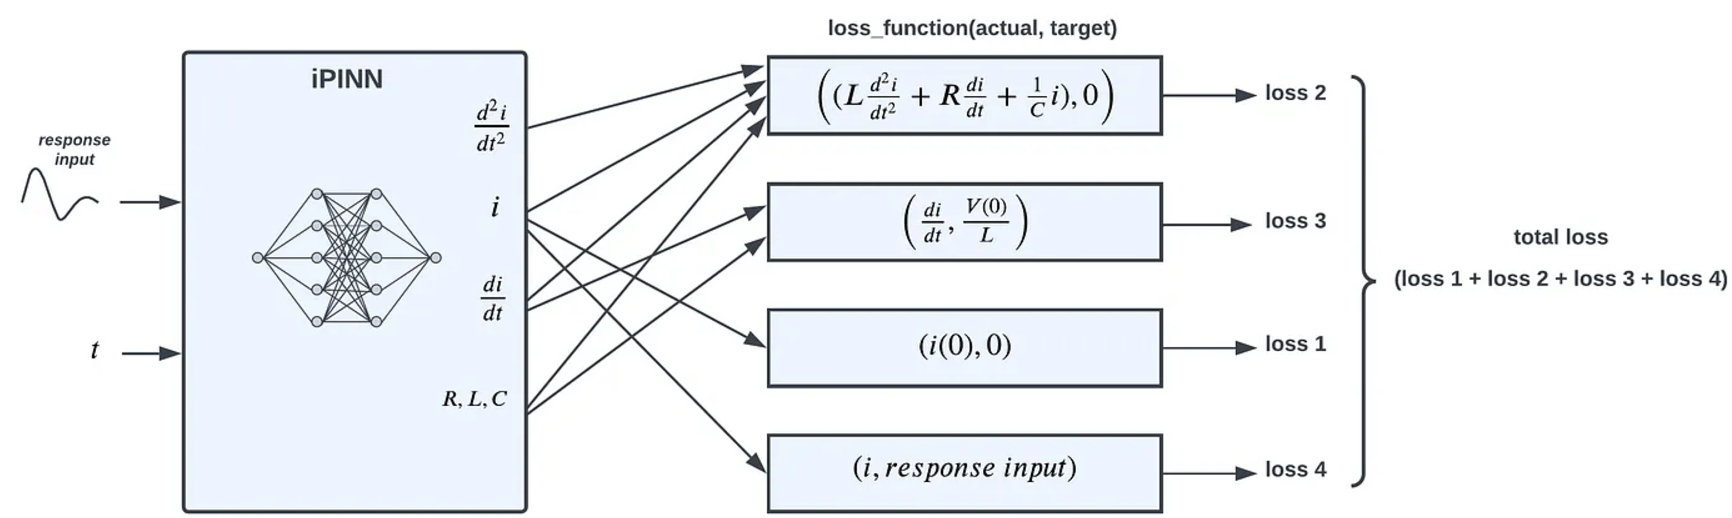 loss_function(actual, target)
iPINN
response
input
t
\frac{d^2i}{dt^2}
i
\frac{di}{dt}
R, L, C
\left((L\frac{d^2i}{dt^2} + R\frac{di}{dt} + \frac{1}{C}i), 0\right)
loss 2
\left(\frac{di}{dt}, \frac{V(0)}{L}\right)
loss 3
(i(0), 0)
loss 1
(i, response input)
loss 4
total loss
(loss 1 + loss 2 + loss 3 + loss 4)